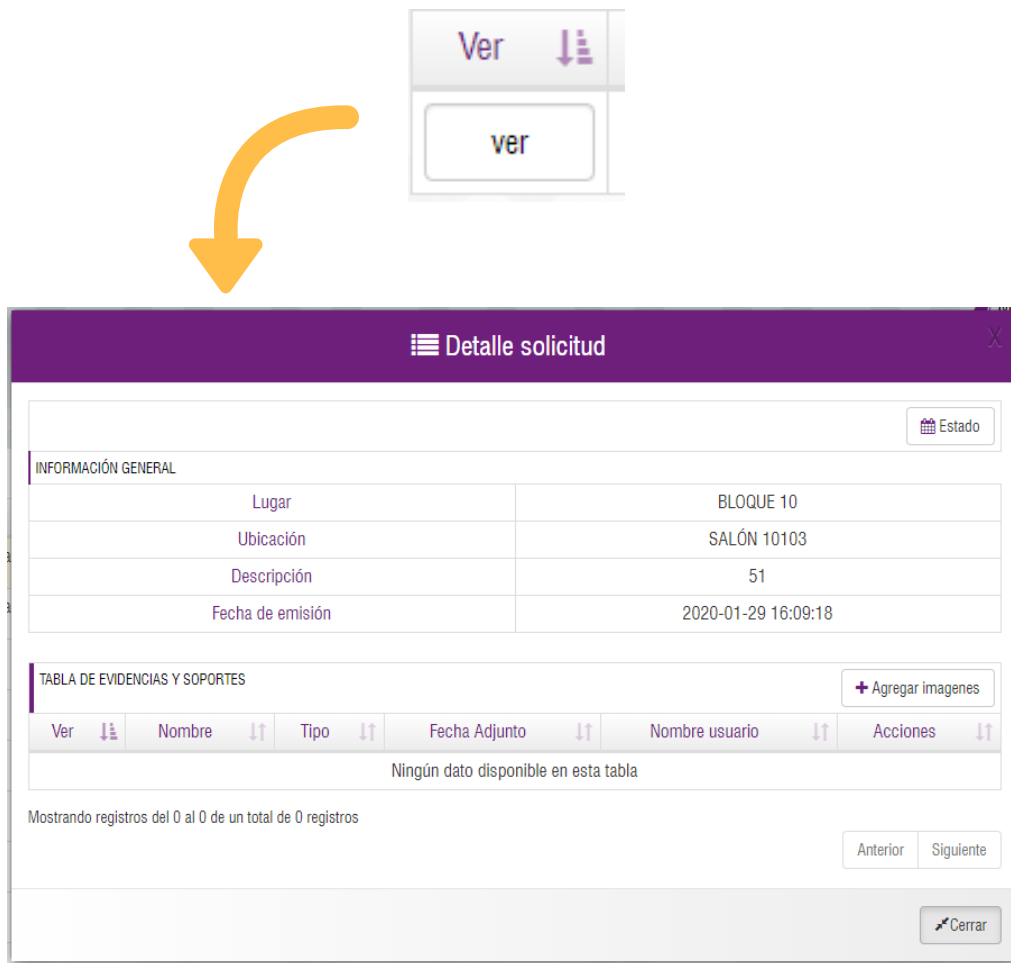 Ver
ver
Detalle solicitud
X
Estado
INFORMACIÓN GENERAL
Lugar BLOQUE 10
Ubicación SALÓN 10103
Descripción 51
Fecha de emisión 2020-01-29 16:09:18
TABLA DE EVIDENCIAS Y SOPORTES
Agregar imagenes
Ver Nombre Tipo Fecha Adjunto Nombre usuario Acciones
Ningún dato disponible en esta tabla
Mostrando registros del 0 al 0 de un total de 0 registros
Anterior Siguiente
Cerrar